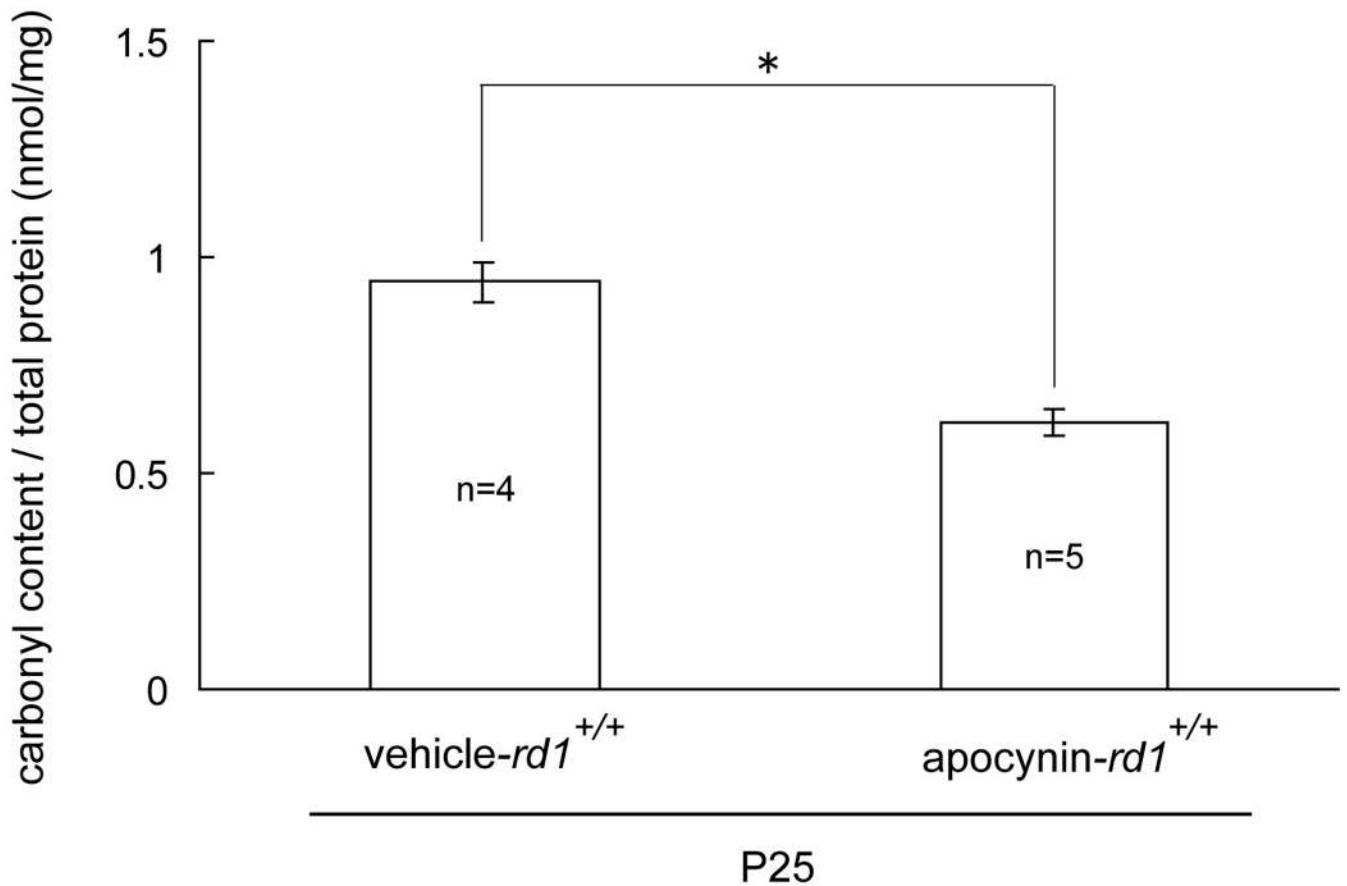 carbonyl content / total protein (nmol/mg)
1.5
1
0.5
0
*
n=4
n=5
vehicle-rd1+/+
apocynin-rd1+/+
P25